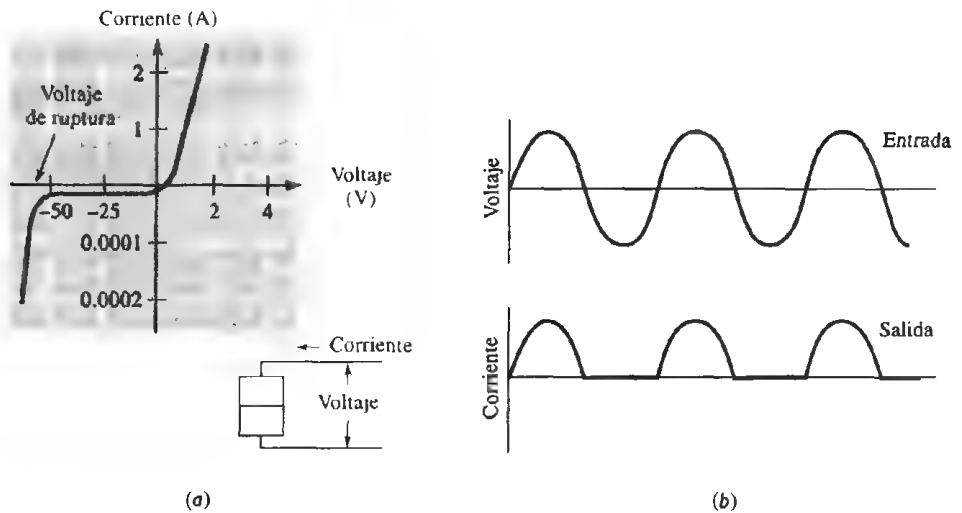 Corriente (A)
2
Voltaje
de ruptura
1
Voltaje
(V)
-50 -25 2 4
0.0001
0.0002
Corriente
Voltaje
(a)
Voltaje
Entrada
Corriente
Salida
(b)